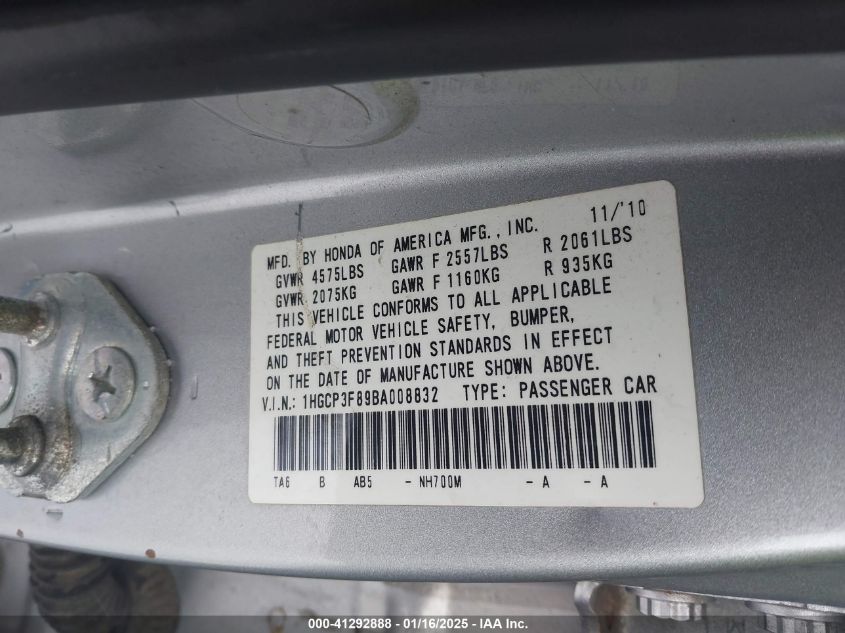 11/'10
MFD. BY HONDA OF AMERICA MFG., INC.
GVWR 4575LBS GAWR F 2557LBS R 2061LBS
GVWR 2075KG GAWR F 1160KG R 935KG
THIS VEHICLE CONFORMS TO ALL APPLICABLE
FEDERAL MOTOR VEHICLE SAFETY, BUMPER,
AND THEFT PREVENTION STANDARDS IN EFFECT
ON THE DATE OF MANUFACTURE SHOWN ABOVE.
V.I.N.: 1HGCP3F89BA008832 TYPE: PASSENGER CAR
TA6 B AB5 - NH700M - A - A
000-41292888 - 01/16/2025 - IAA Inc.